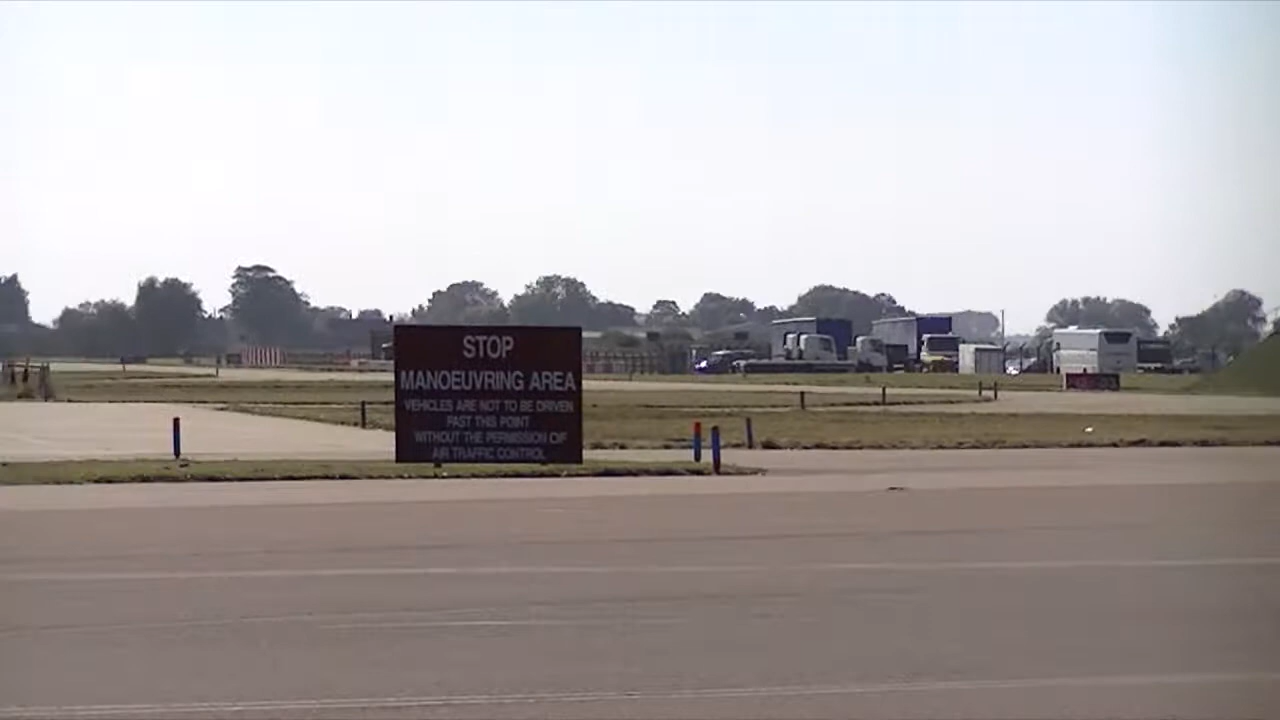 STOP
MANOEUVRING AREA
VEHICLES ARE NOT TO BE DRIVEN
PAST THIS POINT
WITHOUT THE PERMISSION OF
AIR TRAFFIC CONTROL